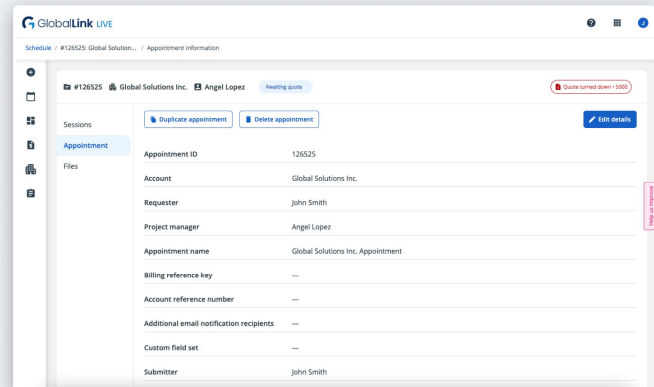 GlobalLink LIVE
J
Schedule / #126525: Global Solution... / Appointment information
#126525 Global Solutions Inc. Angel Lopez Awaiting quote Quote turned down • 5000
Sessions
Appointment
Files
Duplicate appointment Delete appointment Edit details
Appointment ID 126525
Account Global Solutions Inc.
Requester John Smith
Project manager Angel Lopez
Appointment name Global Solutions Inc. Appointment
Billing reference key —
Account reference number —
Additional email notification recipients —
Custom field set —
Submitter John Smith
Help us improve